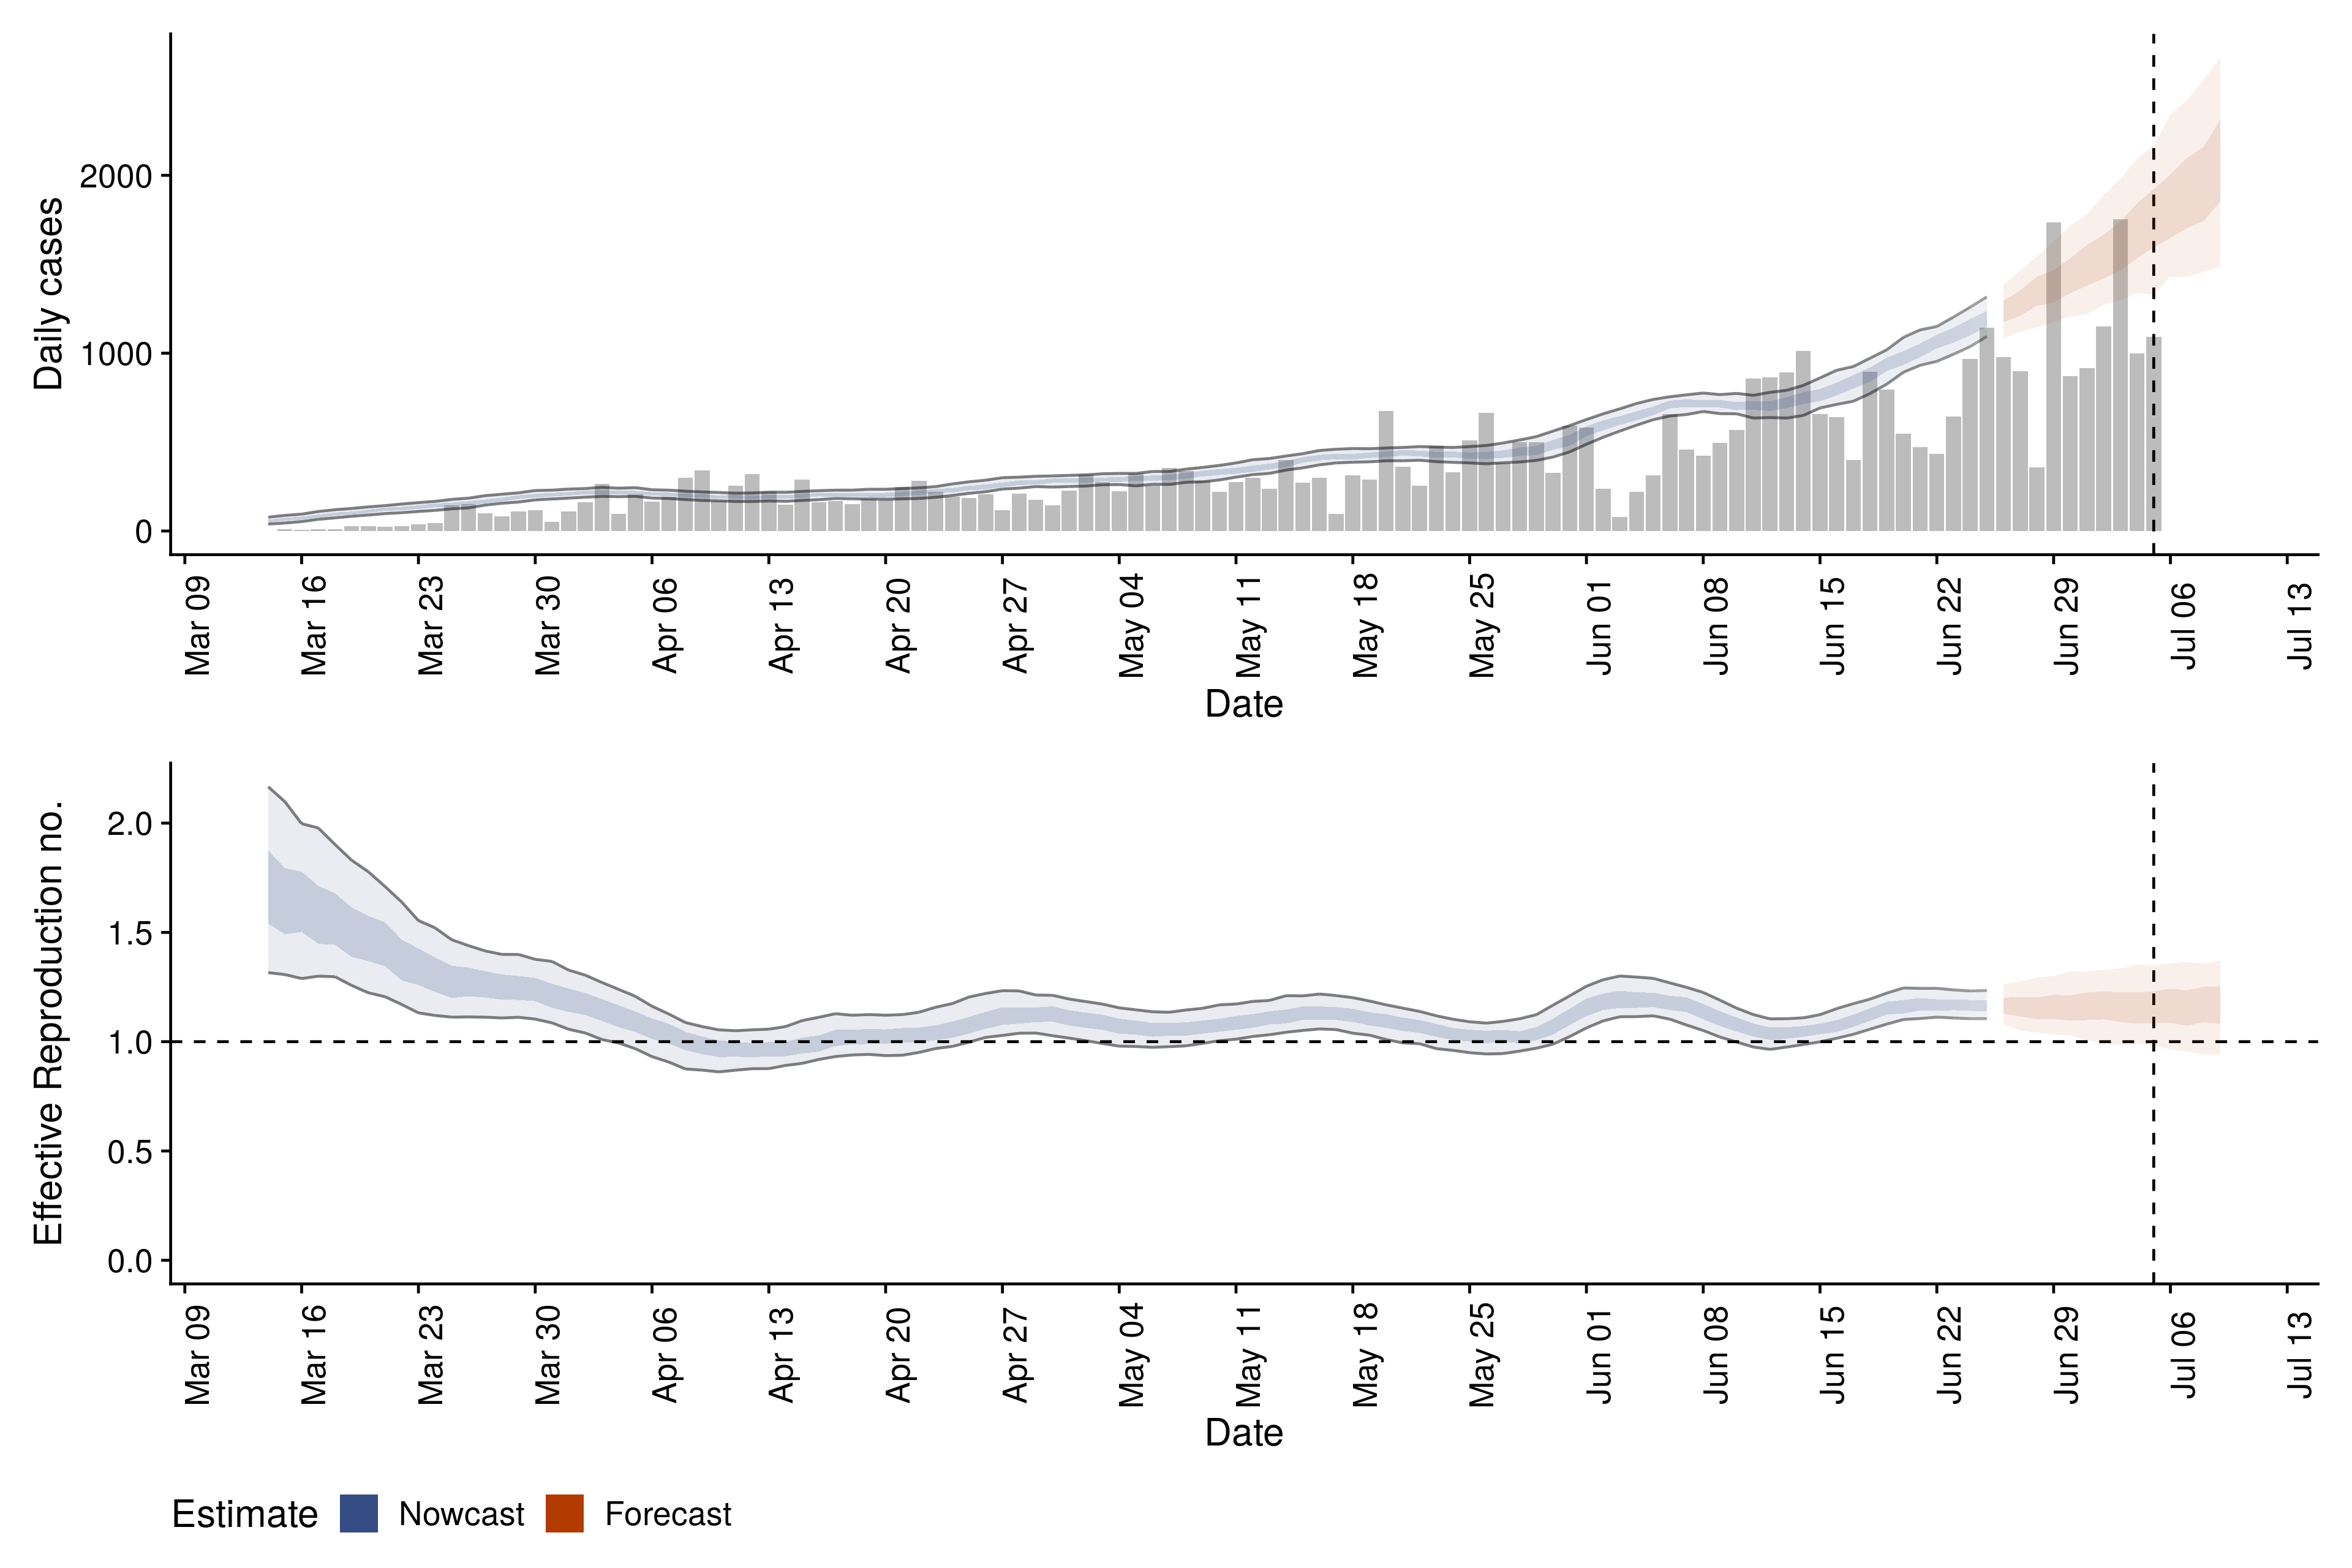 Daily cases
2000
1000
0
Mar 09
Mar 16
Mar 23
Mar 30
Apr 06
Apr 13
Apr 20
Apr 27
May 04
May 11
May 18
May 25
Jun 01
Jun 08
Jun 15
Jun 22
Jun 29
Jul 06
Jul 13
Date
Effective Reproduction no.
2.0
1.5
1.0
0.5
0.0
Mar 09
Mar 16
Mar 23
Mar 30
Apr 06
Apr 13
Apr 20
Apr 27
May 04
May 11
May 18
May 25
Jun 01
Jun 08
Jun 15
Jun 22
Jun 29
Jul 06
Jul 13
Date
Estimate Nowcast Forecast